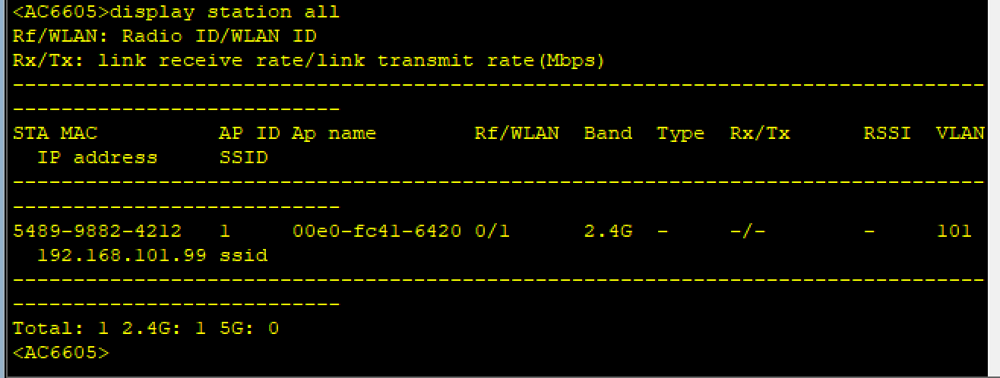 <AC6605>display station all
Rf/WLAN: Radio ID/WLAN ID
Rx/Tx: link receive rate/link transmit rate(Mbps)
--------------------------------------------------------------------------------
---------------------------
STA MAC          AP ID Ap name        Rf/WLAN  Band  Type  Rx/Tx      RSSI  VLAN
  IP address     SSID
--------------------------------------------------------------------------------
---------------------------
5489-9882-4212   1     00e0-fc41-6420 0/1      2.4G  -     -/-        -     101
  192.168.101.99 ssid
--------------------------------------------------------------------------------
---------------------------
Total: 1 2.4G: 1 5G: 0
<AC6605>